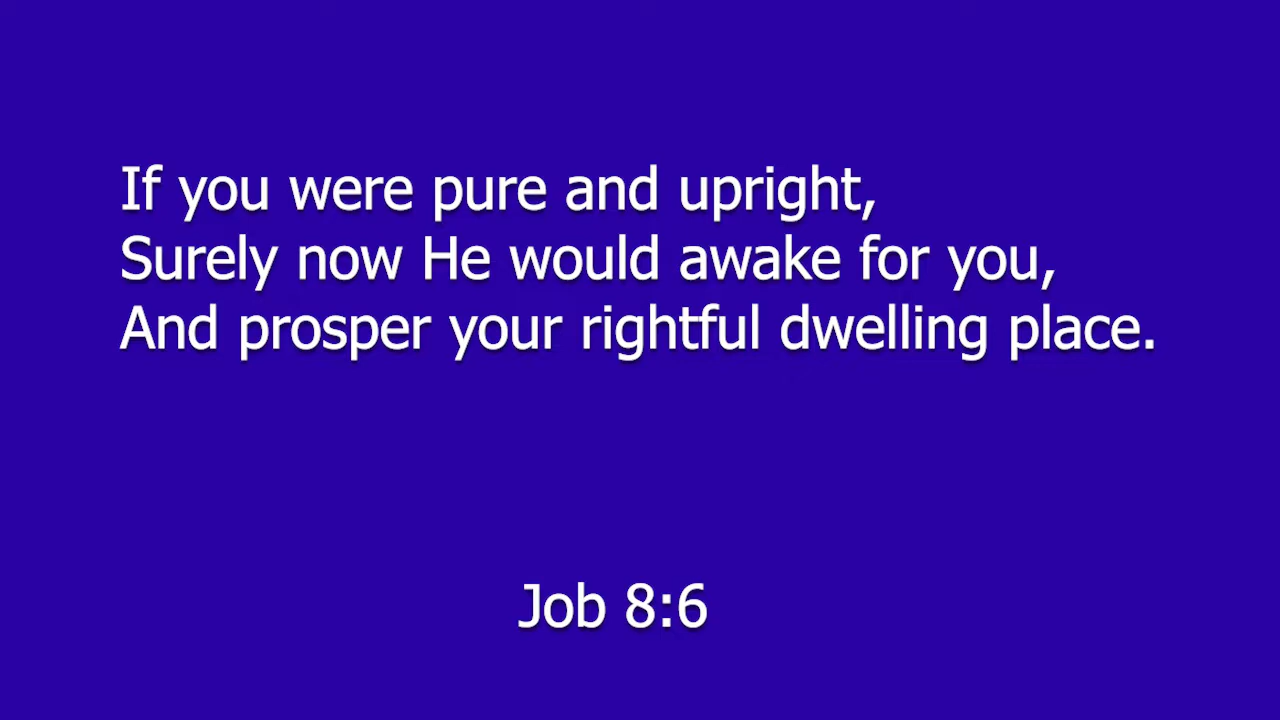 If you were pure and upright,
Surely now He would awake for you,
And prosper your rightful dwelling place.
Job 8:6